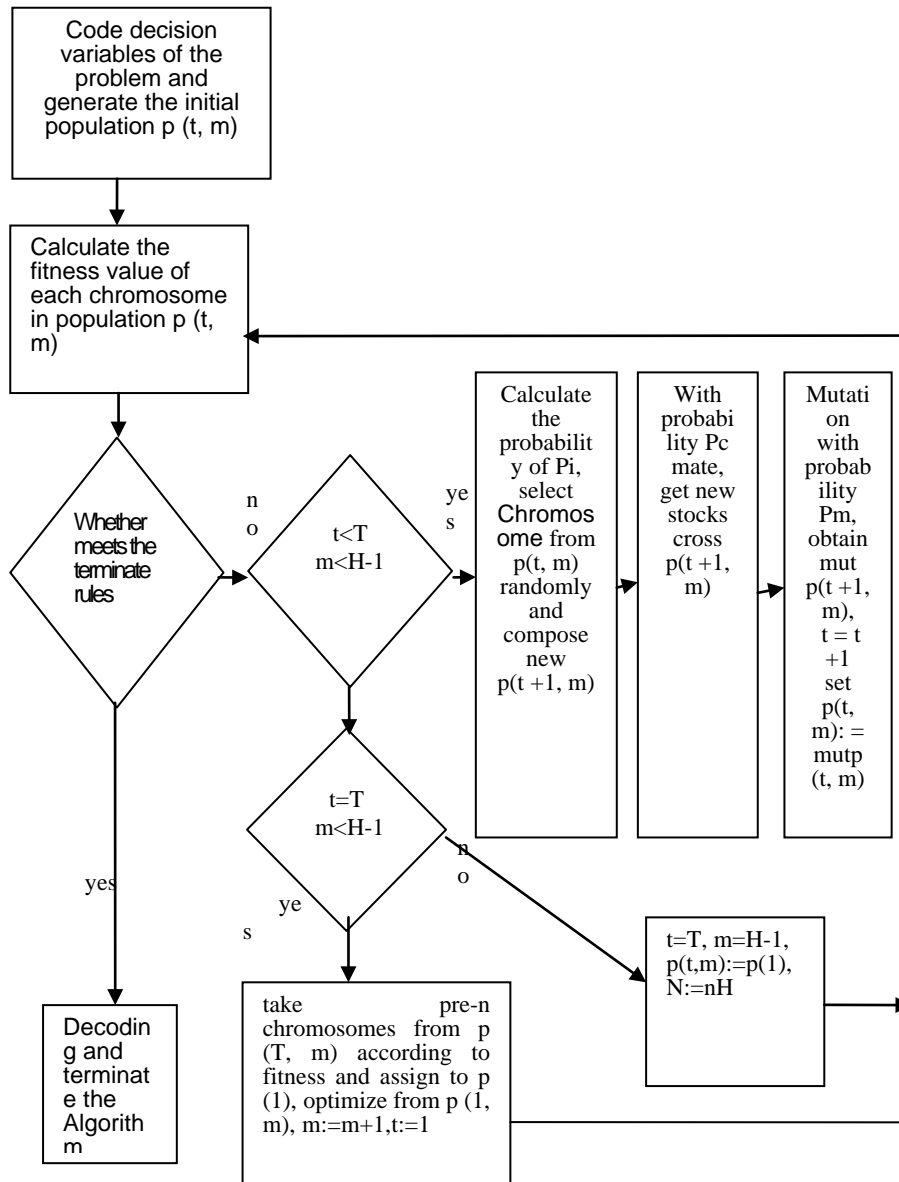 Code decision
variables of the
problem and
generate the initial
population p (t, m)
Calculate the
fitness value of
each chromosome
in population p (t,
m)
Whether
meets the
terminate
rules
n
o
t<T
m<H-1
ye
s
Calculate
the
probabilit
y of Pi,
select
Chromos
ome from
p(t, m)
randomly
and
compose
new
p(t +1, m)
With
probabi
lity Pc
mate,
get new
stocks
cross
p(t +1,
m)
Mutati
on
with
probab
ility
Pm,
obtain
mut
p(t +1,
m),
t = t
+1
set
p(t,
m): =
mutp
(t, m)
t=T
m<H-1
n
o
yes
ye
s
t=T, m=H-1,
p(t,m):=p(1),
N:=nH
Decodin
g and
terminat
e the
Algorith
m
take pre-n
chromosomes from p
(T, m) according to
fitness and assign to p
(1), optimize from p (1,
m), m:=m+1,t:=1